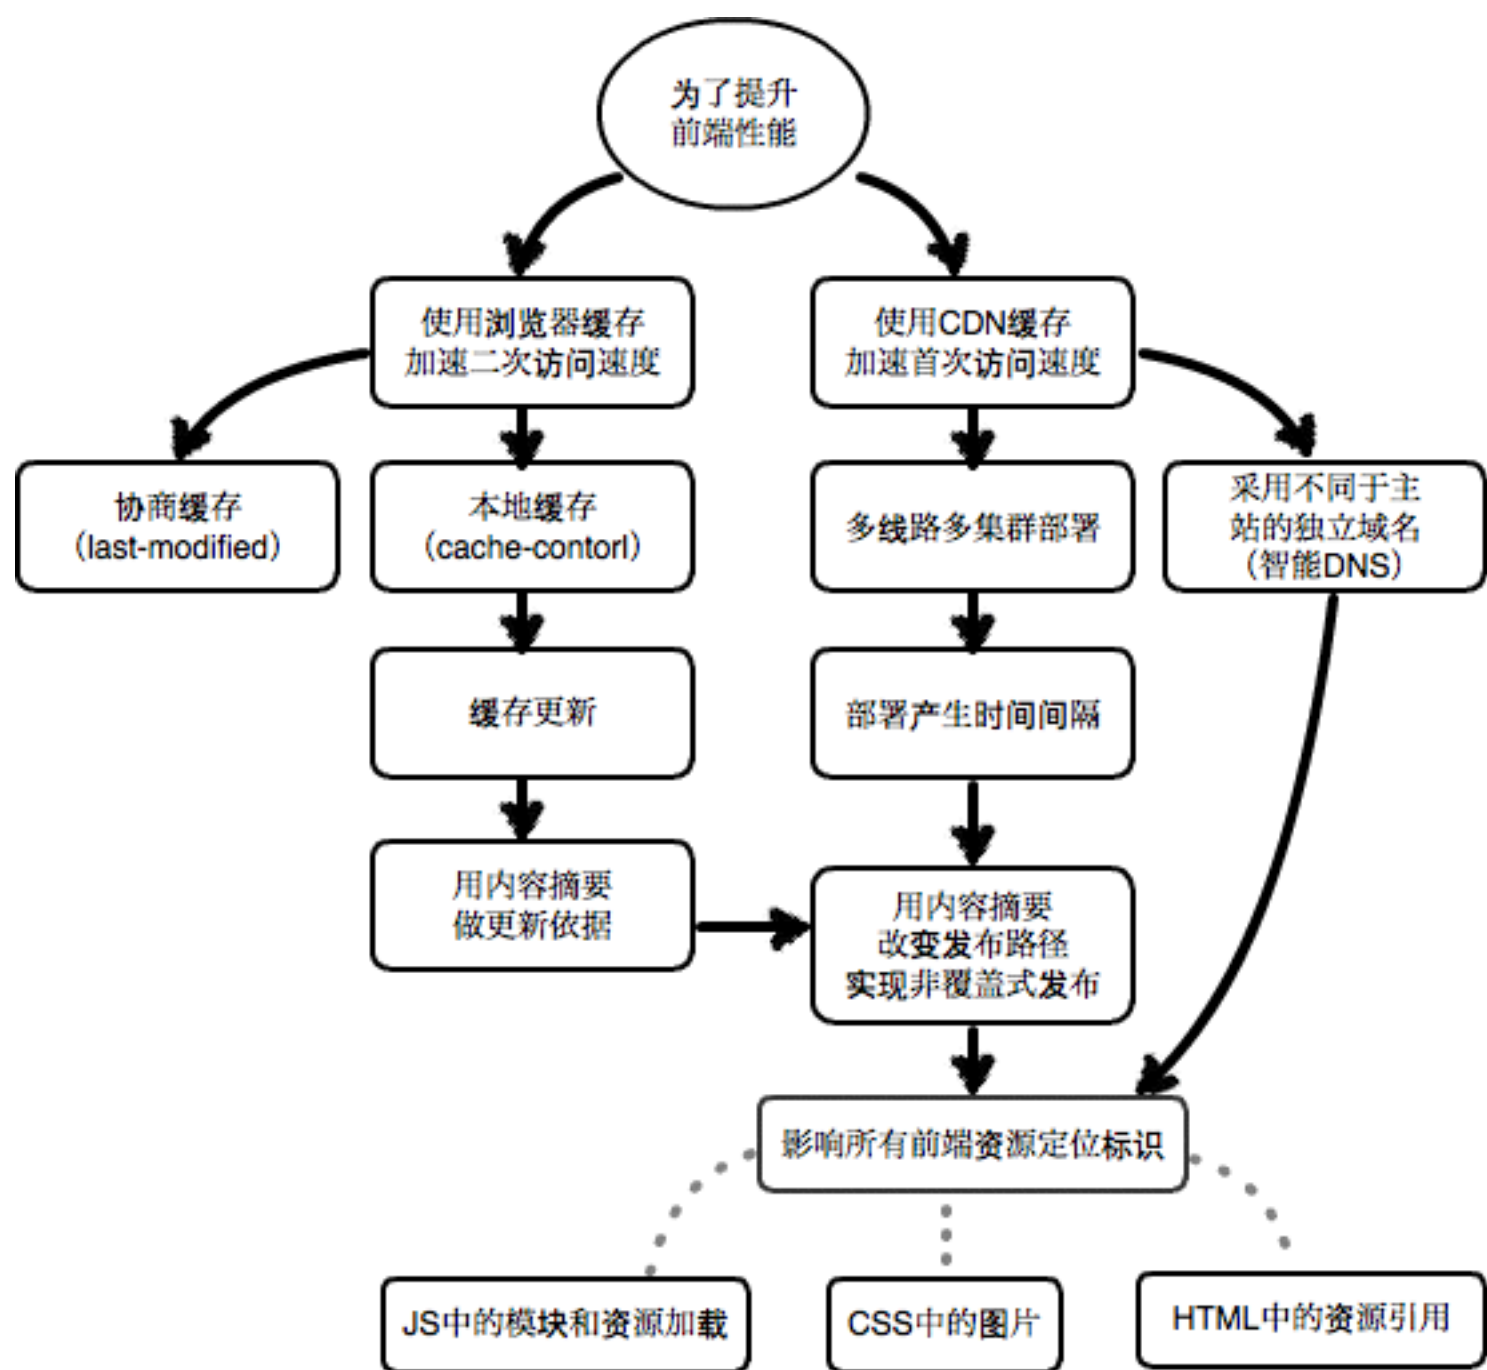 为了提升
前端性能
使用浏览器缓存
加速二次访问速度
使用CDN缓存
加速首次访问速度
协商缓存
（last-modified）
本地缓存
（cache-contorl）
多线路多集群部署
采用不同于主
站的独立域名
（智能DNS）
缓存更新
部署产生时间间隔
用内容摘要
做更新依据
用内容摘要
改变发布路径
实现非覆盖式发布
影响所有前端资源定位标识
JS中的模块和资源加载
CSS中的图片
HTML中的资源引用